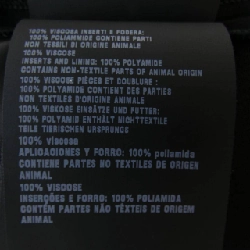 100% VISCOSA INSERTI E FODERA:
100% POLIAMMIDE CONTIENE PARTI
NON TESSILI DI ORIGINE ANIMALE
100% VISCOSE
INSERTS AND LINING: 100% POLYAMIDE
CONTAINS NON-TEXTILE PARTS OF ANIMAL ORIGIN
100% VISCOSE PIÈCES ET DOUBLURE :
100% POLYAMIDE CONTIENT DES PARTIES
NON TEXTILES D'ORIGINE ANIMALE
100% VISKOSE EINSÄTZE UND FUTTER:
100% POLYAMID ENTHÄLT NICHTTEXTILE
TEILE TIERISCHEN URSPRUNGS
100% viscosa
APLICACIONES Y FORRO: 100% poliamida
CONTIENE PARTES NO TEXTILES DE ORIGEN
ANIMAL
100% VISCOSE
INSERÇÕES E FORRO: 100% POLIAMIDA
CONTÉM PARTES NÃO TÊXTEIS DE ORIGEM
ANIMAL